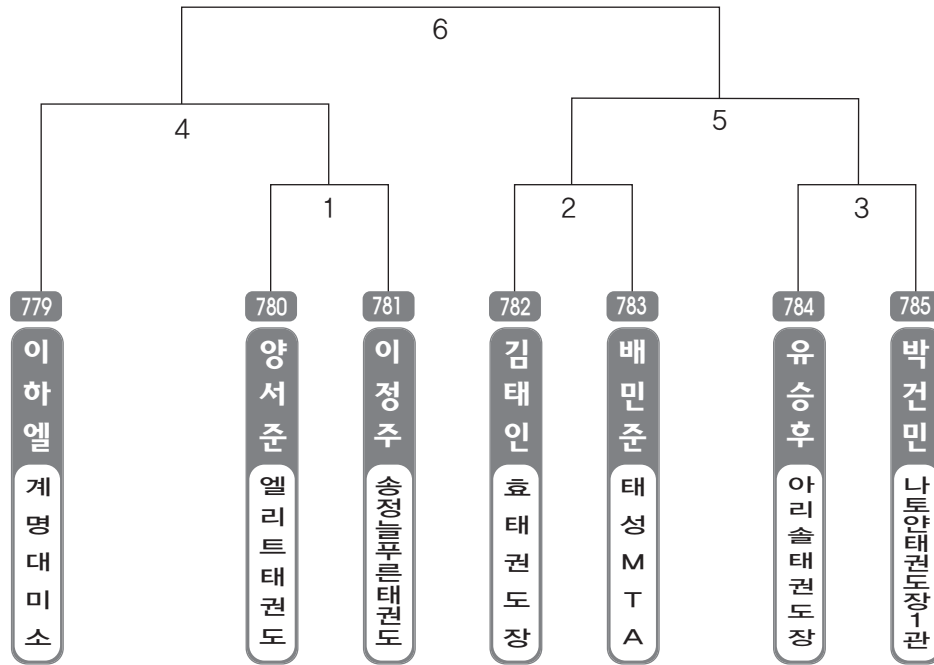 6
4
5
1
2
3
779
이하엘
계명대미소
780
양서준
엘리트태권도
781
이정주
송정늘푸른태권도
782
김태인
효태권도장
783
배민준
태성MTA
784
유승후
아리솔태권도장
785
박건민
나토얀태권도장1관